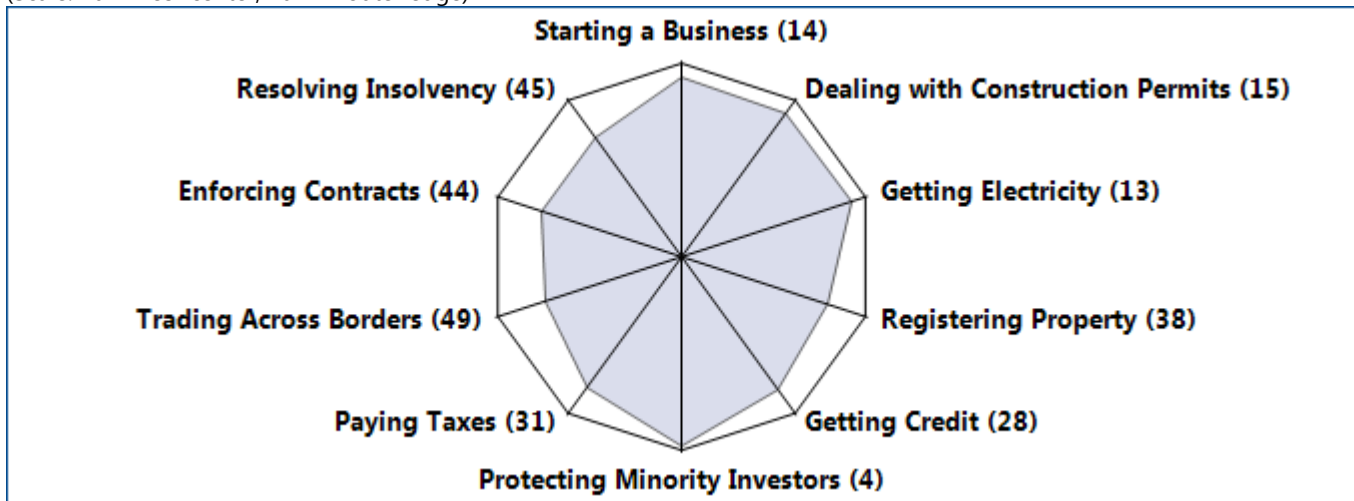 Starting a Business (14)
Resolving Insolvency (45)
Dealing with Construction Permits (15)
Enforcing Contracts (44)
Getting Electricity (13)
Trading Across Borders (49)
Registering Property (38)
Paying Taxes (31)
Getting Credit (28)
Protecting Minority Investors (4)